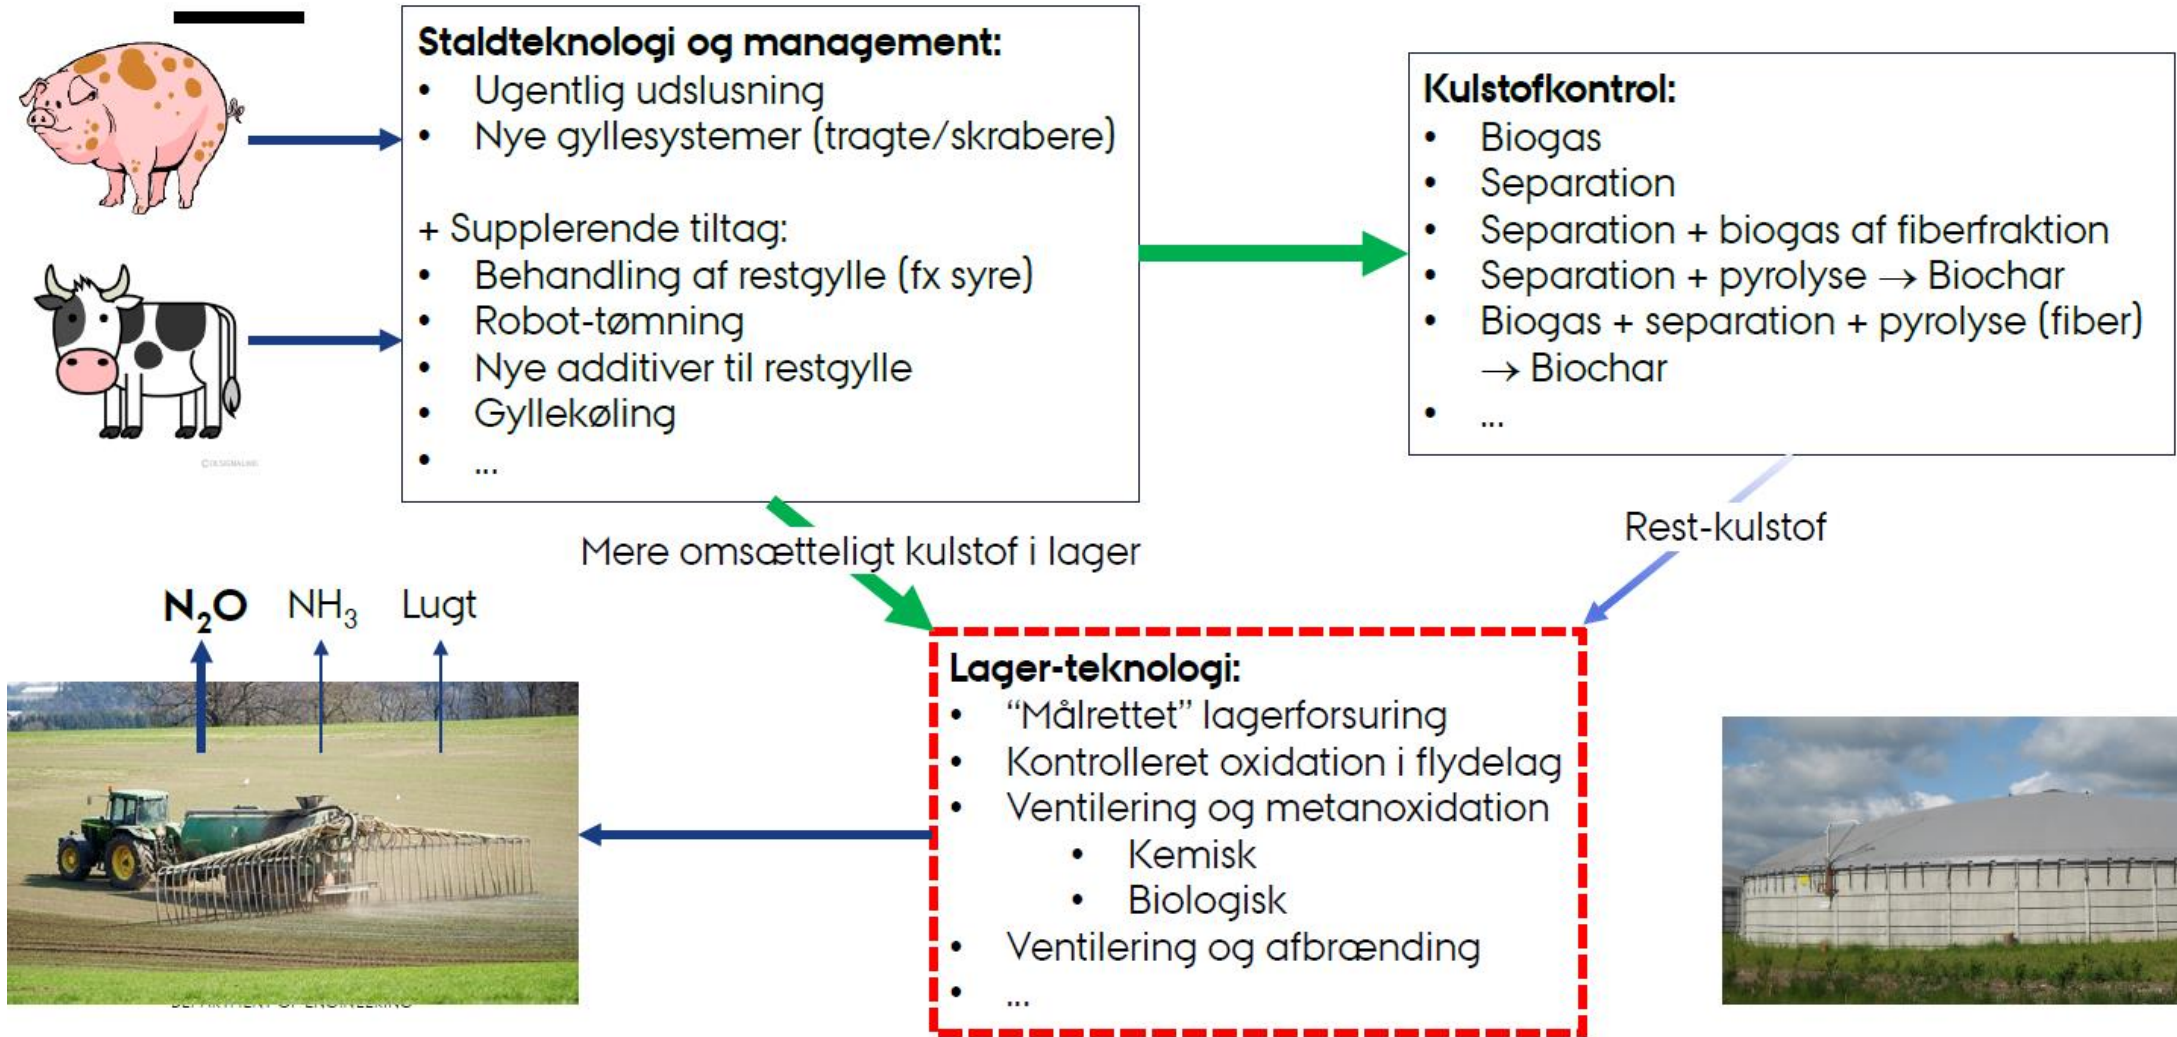 Staldteknologi og management:
• Ugentlig udslusning
• Nye gyllesystemer (tragte/skrabere)
+ Supplerende tiltag:
• Behandling af restgylle (fx syre)
• Robot-tømning
• Nye additiver til restgylle
• Gyllekøling
• ...
Kulstofkontrol:
• Biogas
• Separation
• Separation + biogas af fiberfraktion
• Separation + pyrolyse → Biochar
• Biogas + separation + pyrolyse (fiber)
→ Biochar
• ...
Mere omsætteligt kulstof i lager
Rest-kulstof
N₂O NH₃ Lugt
Lager-teknologi:
• “Målrettet” lagerforsuring
• Kontrolleret oxidation i flydelag
• Ventilering og metanoxidation
• Kemisk
• Biologisk
• Ventilering og afbrænding
• ...
DEPARTMENT OF ENGINEERING